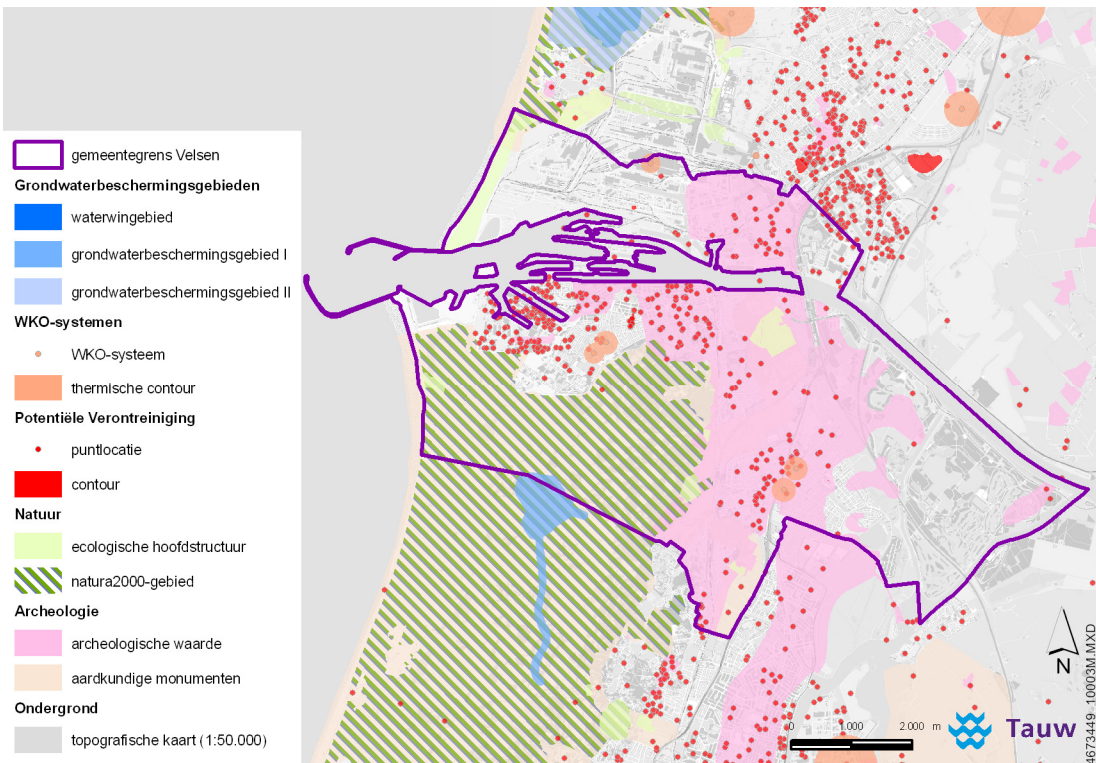 gemeentegrens Velsen
Grondwaterbeschermingsgebieden
waterwingebied
grondwaterbeschermingsgebied I
grondwaterbeschermingsgebied II
WKO-systemen
WKO-systeem
thermische contour
Potentiële Verontreiniging
puntlocatie
contour
Natuur
ecologische hoofdstructuur
natura2000-gebied
Archeologie
archeologische waarde
aardkundige monumenten
Ondergrond
topografische kaart (1:50.000)
N
0 1.000 2.000 m
Tauw
4673449-10003M.MXD